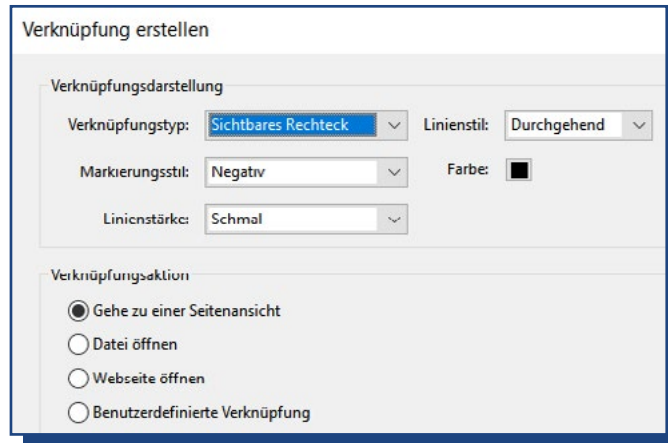 Verknüpfung erstellen
Verknüpfungsdarstellung
Verknüpfungstyp: Sichtbares Rechteck Linienstil: Durchgehend
Markierungsstil: Negativ Farbe:
Linienstärke: Schmal
Verknüpfungsaktion
Gehe zu einer Seitenansicht
Datei öffnen
Webseite öffnen
Benutzerdefinierte Verknüpfung